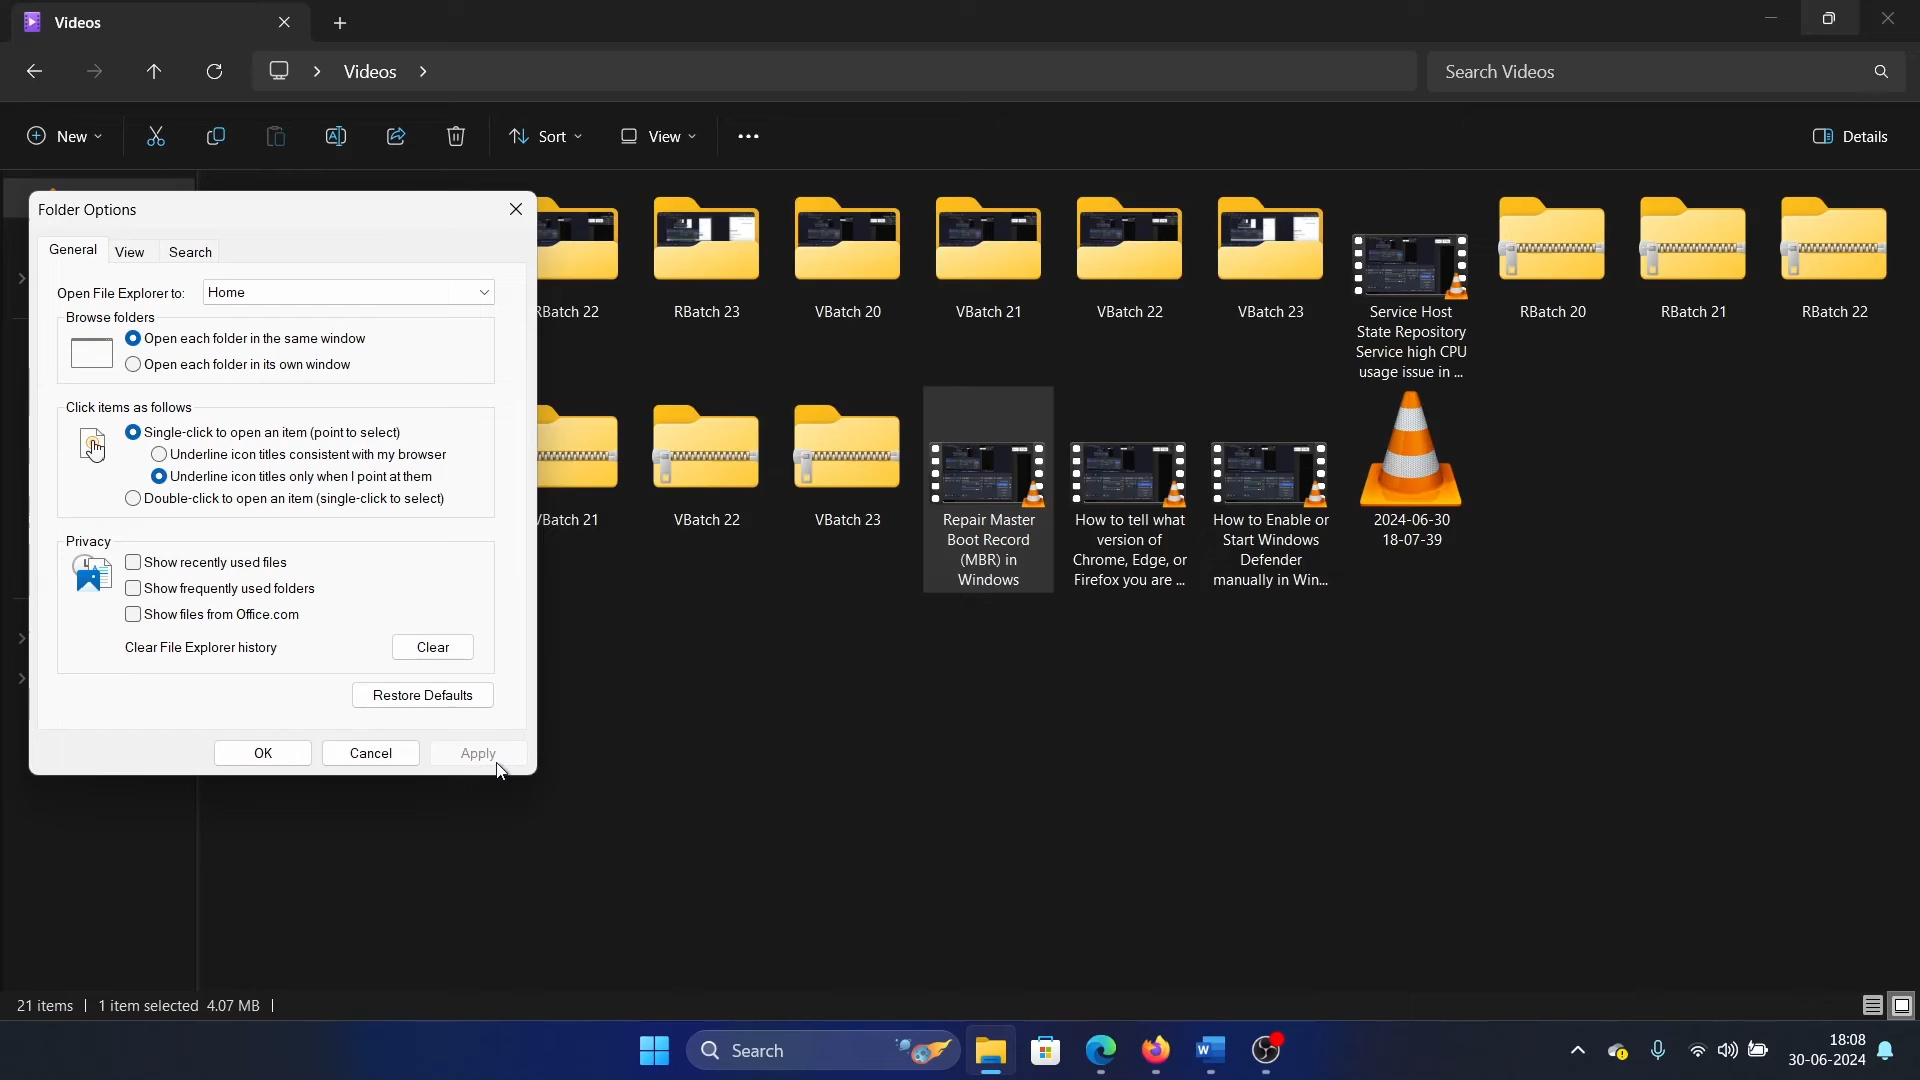 Videos
Videos
Search Videos
New
Sort
View
Details
Folder Options
General
View
Search
Open File Explorer to:
Home
Browse folders
Open each folder in the same window
Open each folder in its own window
Click items as follows
Single-click to open an item (point to select)
Underline icon titles consistent with my browser
Underline icon titles only when I point at them
Double-click to open an item (single-click to select)
Privacy
Show recently used files
Show frequently used folders
Show files from Office.com
Clear File Explorer history
Clear
Restore Defaults
OK
Cancel
Apply
RBatch 22
RBatch 23
VBatch 20
VBatch 21
VBatch 22
VBatch 23
Service Host
State Repository
Service high CPU
usage issue in ...
RBatch 20
RBatch 21
RBatch 22
VBatch 21
VBatch 22
VBatch 23
Repair Master
Boot Record
(MBR) in
Windows
How to tell what
version of
Chrome, Edge, or
Firefox you are ...
How to Enable or
Start Windows
Defender
manually in Win...
2024-06-30
18-07-39
21 items
1 item selected 4.07 MB
Search
18:08
30-06-2024